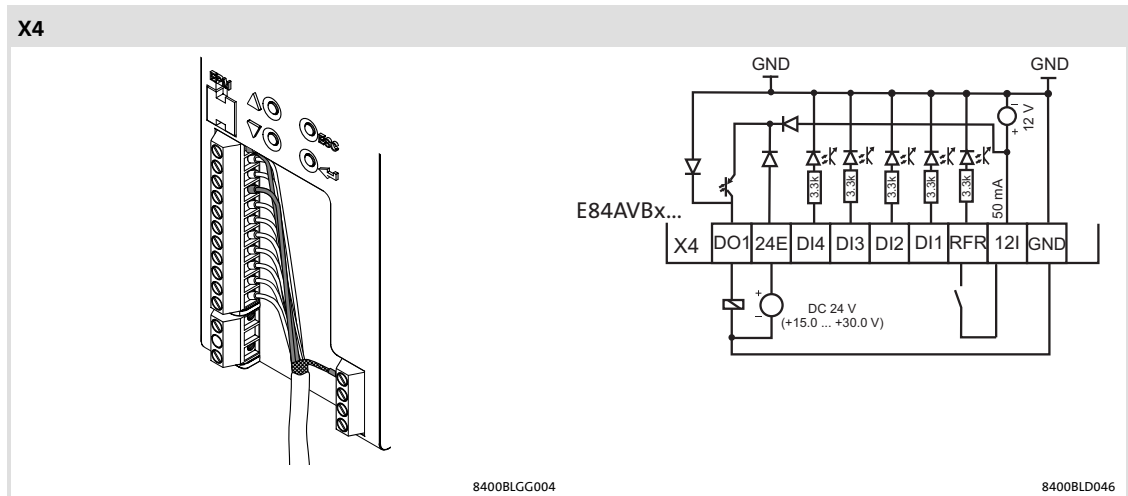 X4
EPM
ESC
8400BLGG004
GND GND
12 V
+ −
3.3k 3.3k 3.3k 3.3k 3.3k
50 mA
E84AVBx...
X4 DO1 24E DI4 DI3 DI2 DI1 RFR 12I GND
+
−
DC 24 V
(+15.0 ... +30.0 V)
8400BLD046